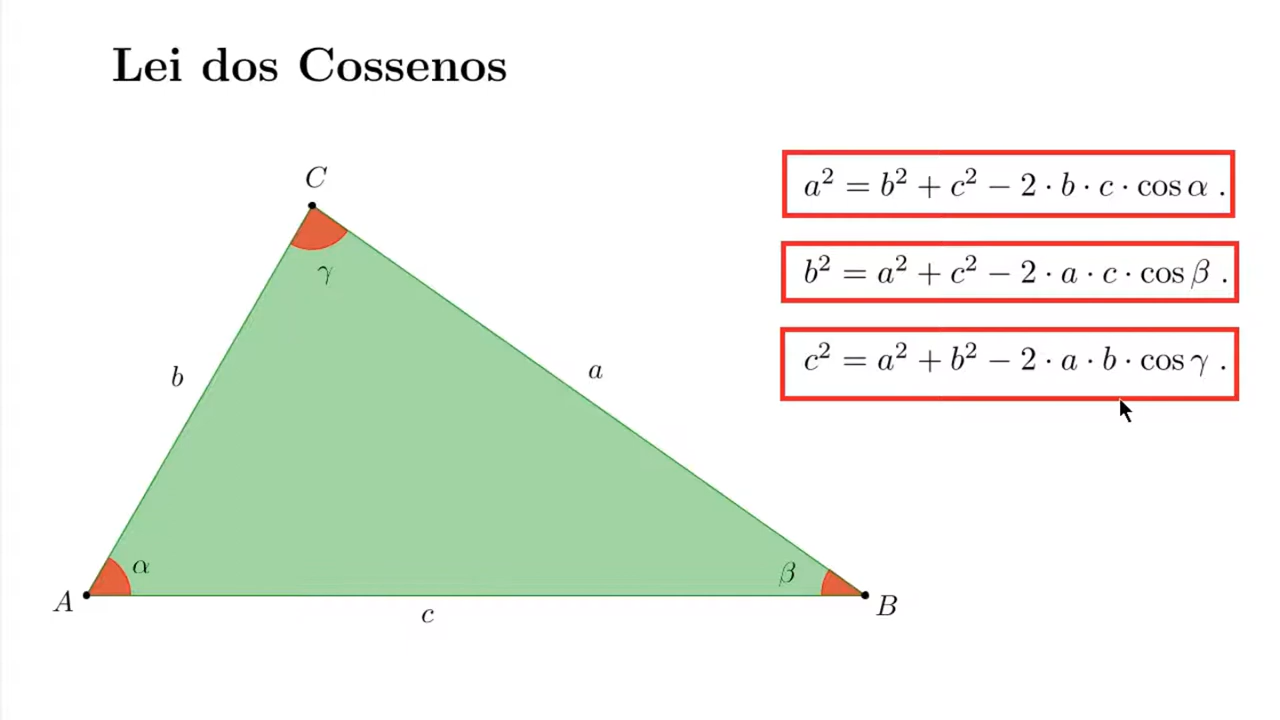 Lei dos Cossenos
C
a² = b² + c² − 2 · b · c · cos α .
γ
b² = a² + c² − 2 · a · c · cos β .
c² = a² + b² − 2 · a · b · cos γ .
b
a
α
β
A
B
c